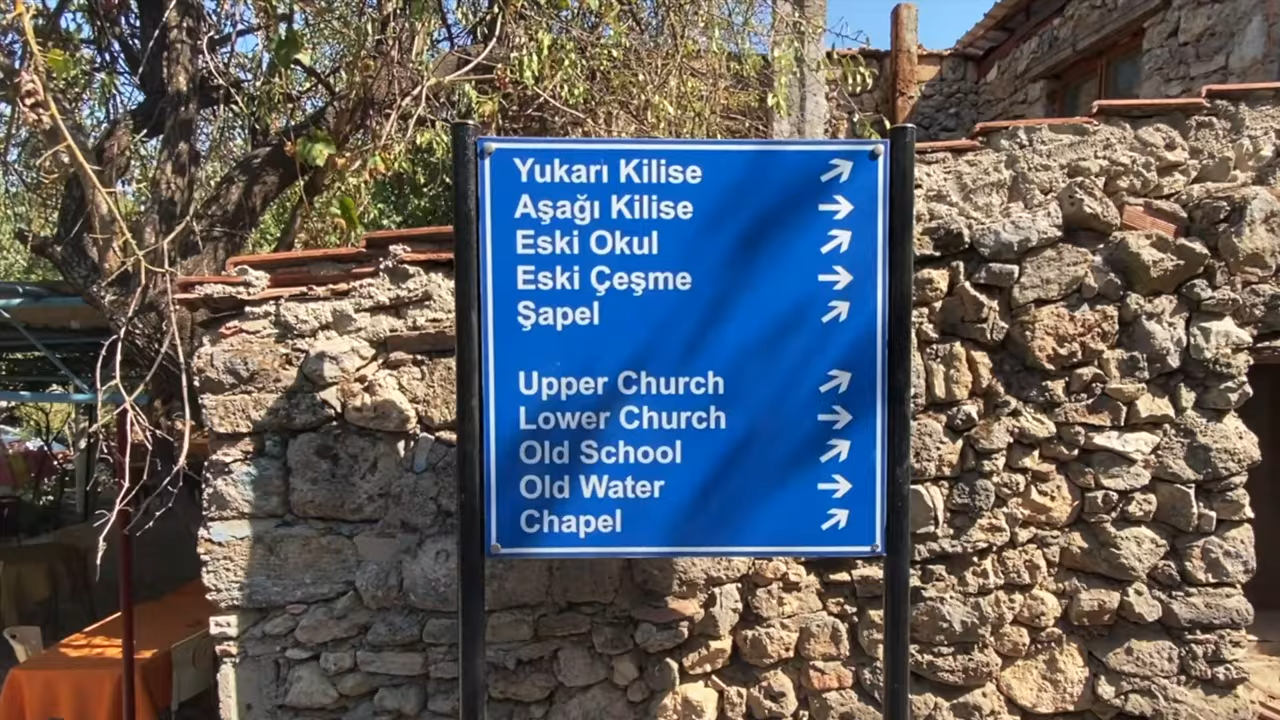 Yukarı Kilise
Aşağı Kilise
Eski Okul
Eski Çeşme
Şapel
Upper Church
Lower Church
Old School
Old Water
Chapel